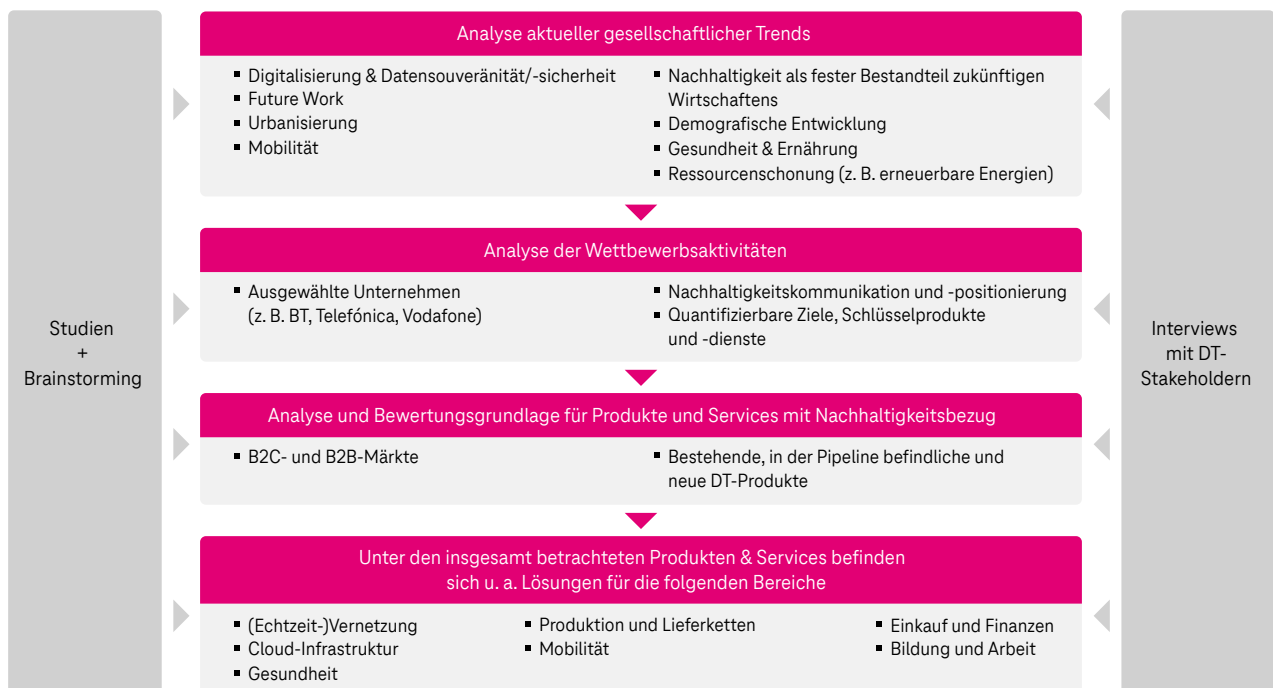 Studien
+
Brainstorming
Analyse aktueller gesellschaftlicher Trends
▪ Digitalisierung & Datensouveränität/-sicherheit
▪ Future Work
▪ Urbanisierung
▪ Mobilität
▪ Nachhaltigkeit als fester Bestandteil zukünftigen
Wirtschaftens
▪ Demografische Entwicklung
▪ Gesundheit & Ernährung
▪ Ressourcenschonung (z. B. erneuerbare Energien)
Analyse der Wettbewerbsaktivitäten
▪ Ausgewählte Unternehmen
(z. B. BT, Telefónica, Vodafone)
▪ Nachhaltigkeitskommunikation und -positionierung
▪ Quantifizierbare Ziele, Schlüsselprodukte
und -dienste
Analyse und Bewertungsgrundlage für Produkte und Services mit Nachhaltigkeitsbezug
▪ B2C- und B2B-Märkte
▪ Bestehende, in der Pipeline befindliche und
neue DT-Produkte
Unter den insgesamt betrachteten Produkten & Services befinden
sich u. a. Lösungen für die folgenden Bereiche
▪ (Echtzeit-)Vernetzung
▪ Cloud-Infrastruktur
▪ Gesundheit
▪ Produktion und Lieferketten
▪ Mobilität
▪ Einkauf und Finanzen
▪ Bildung und Arbeit
Interviews
mit DT-
Stakeholdern